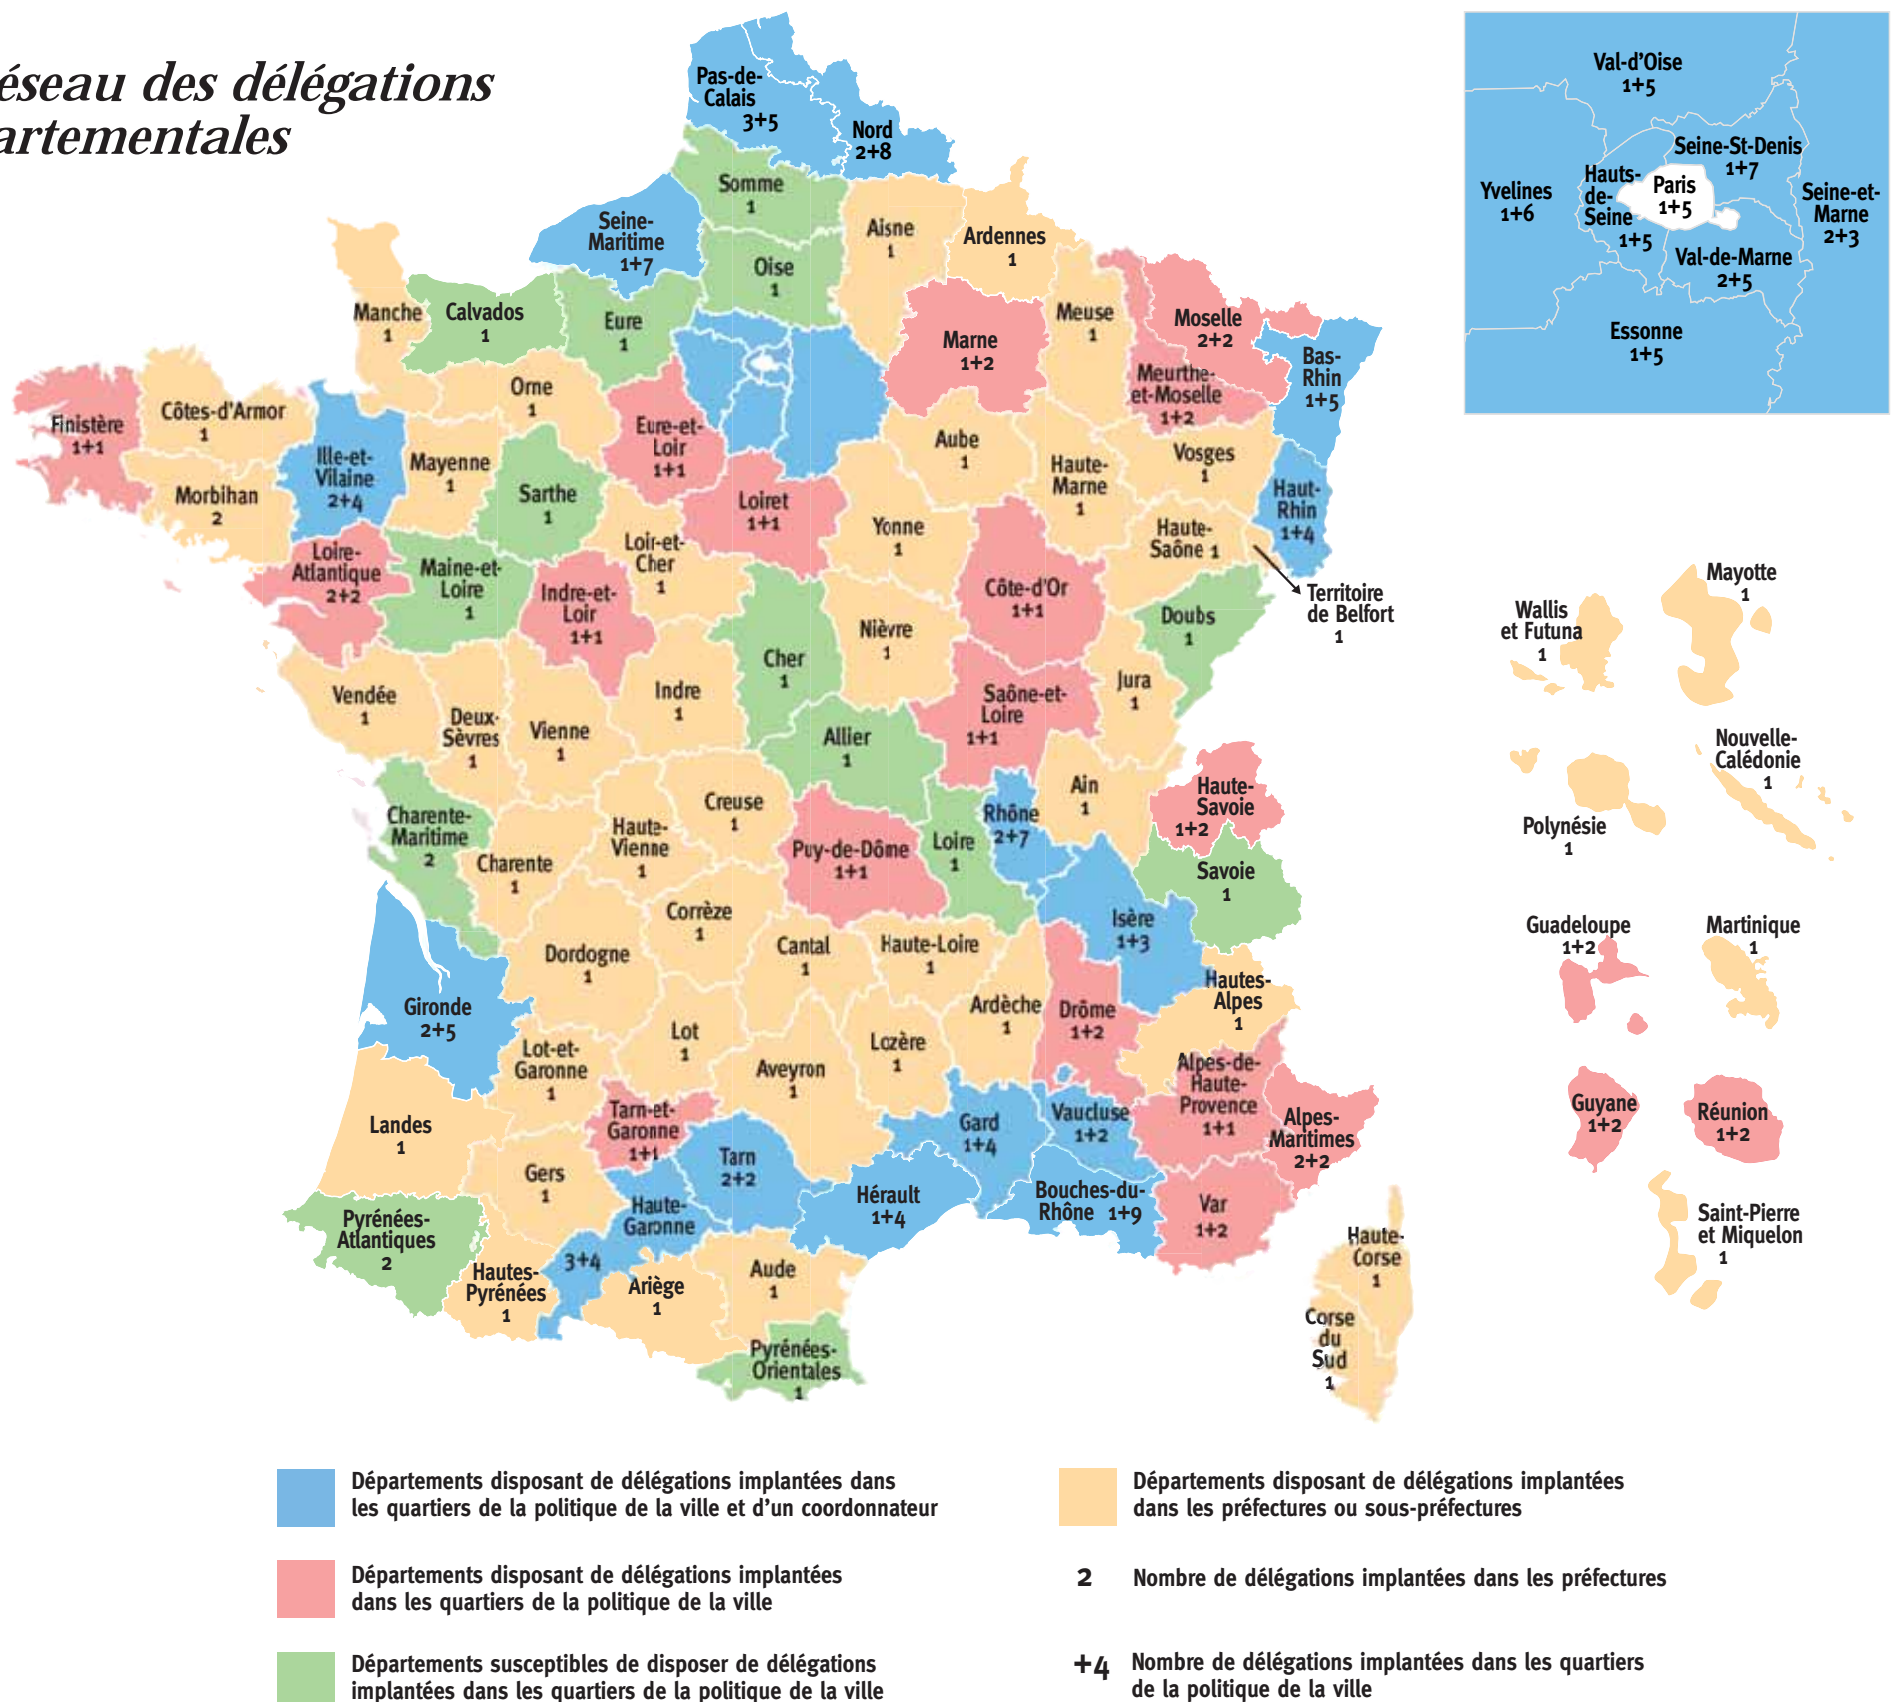 éseau des délégations
artementales
Pas-de-
Calais
3+5
Nord
2+8
Somme
1
Seine-
Maritime
1+7
Oise
1
Aisne
1
Ardennes
1
Manche
1
Calvados
1
Eure
1
Marne
1+2
Meuse
1
Moselle
2+2
Meurthe-
et-Moselle
1+2
Bas-
Rhin
1+5
Finistère
1+1
Côtes-d'Armor
1
Orne
1
Ille-et-
Vilaine
2+4
Mayenne
1
Eure-et-
Loir
1+1
Aube
1
Haute-
Marne
1
Vosges
1
Haut-
Rhin
1+4
Morbihan
2
Sarthe
1
Loiret
1+1
Yonne
1
Haute-
Saône 1
Loir-et-
Cher
1
Loire-
Atlantique
2+2
Maine-et-
Loire
1
Indre-et-
Loir
1+1
Côte-d'Or
1+1
Territoire
de Belfort
1
Doubs
1
Nièvre
1
Cher
1
Vendée
1
Deux-
Sèvres
1
Vienne
1
Indre
1
Saône-et-
Loire
1+1
Jura
1
Allier
1
Charente-
Maritime
2
Charente
1
Haute-
Vienne
1
Creuse
1
Puy-de-Dôme
1+1
Loire
1
Rhône
2+7
Ain
1
Haute-
Savoie
1+2
Savoie
1
Isère
1+3
Corrèze
1
Dordogne
1
Cantal
1
Haute-Loire
1
Gironde
2+5
Lot
1
Lot-et-
Garonne
1
Aveyron
1
Lozère
1
Ardèche
1
Drôme
1+2
Hautes-
Alpes
1
Alpes-de-
Haute-
Provence
1+1
Alpes-
Maritimes
2+2
Landes
1
Tarn-et-
Garonne
1+1
Gers
1
Tarn
2+2
Gard
1+4
Vaucluse
1+2
Hérault
1+4
Bouches-du-
Rhône 1+9
Var
1+2
Haute-
Garonne
3+4
Pyrénées-
Atlantiques
2
Hautes-
Pyrénées
1
Ariège
1
Aude
1
Pyrénées-
Orientales
1
Haute-
Corse
1
Corse
du
Sud
1
Val-d'Oise
1+5
Yvelines
1+6
Hauts-
de-
Seine
1+5
Paris
1+5
Seine-St-Denis
1+7
Seine-et-
Marne
2+3
Val-de-Marne
2+5
Essonne
1+5
Wallis
et Futuna
1
Mayotte
1
Polynésie
1
Nouvelle-
Calédonie
1
Guadeloupe
1+2
Martinique
1
Guyane
1+2
Réunion
1+2
Saint-Pierre
et Miquelon
1
Départements disposant de délégations implantées dans
les quartiers de la politique de la ville et d'un coordonnateur
Départements disposant de délégations implantées
dans les quartiers de la politique de la ville
Départements susceptibles de disposer de délégations
implantées dans les quartiers de la politique de la ville
Départements disposant de délégations implantées
dans les préfectures ou sous-préfectures
2 Nombre de délégations implantées dans les préfectures
+4 Nombre de délégations implantées dans les quartiers
de la politique de la ville